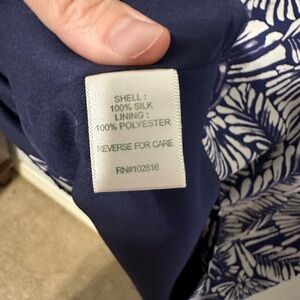 SHELL :
100% SILK
LINING :
100% POLYESTER
REVERSE FOR CARE
RN#102816